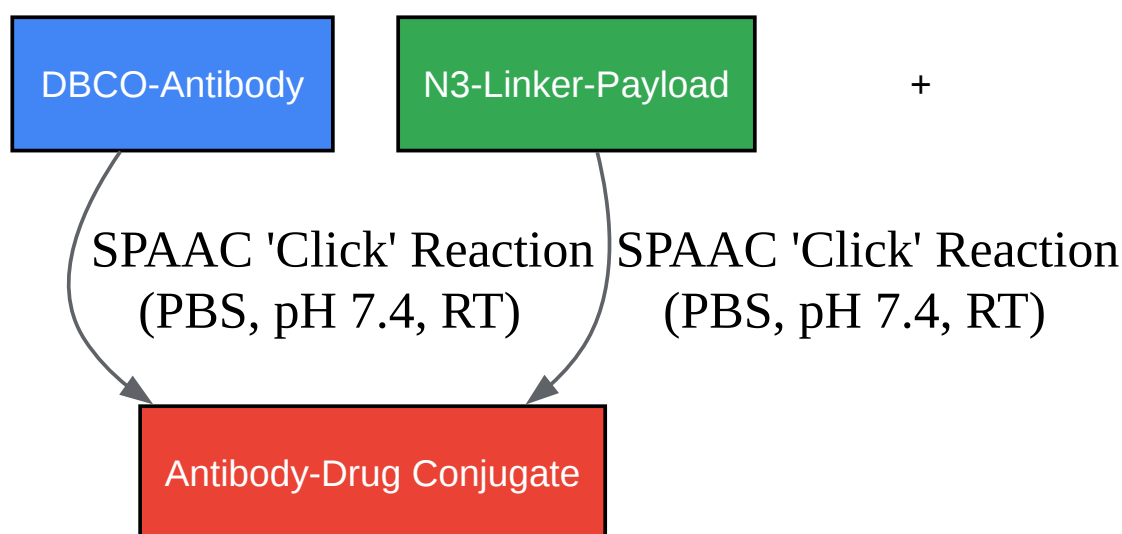 DBCO-Antibody
N3-Linker-Payload
+
SPAAC 'Click' Reaction
(PBS, pH 7.4, RT)
SPAAC 'Click' Reaction
(PBS, pH 7.4, RT)
Antibody-Drug Conjugate